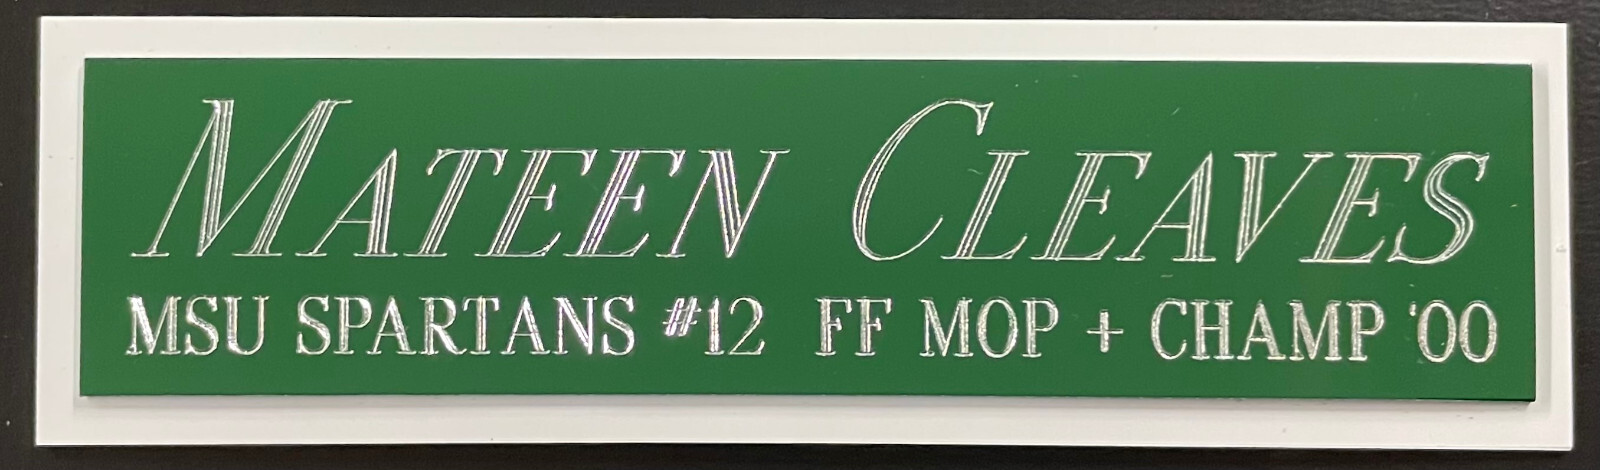 MATEEN CLEAVES
MSU SPARTANS #12 FF MOP + CHAMP '00